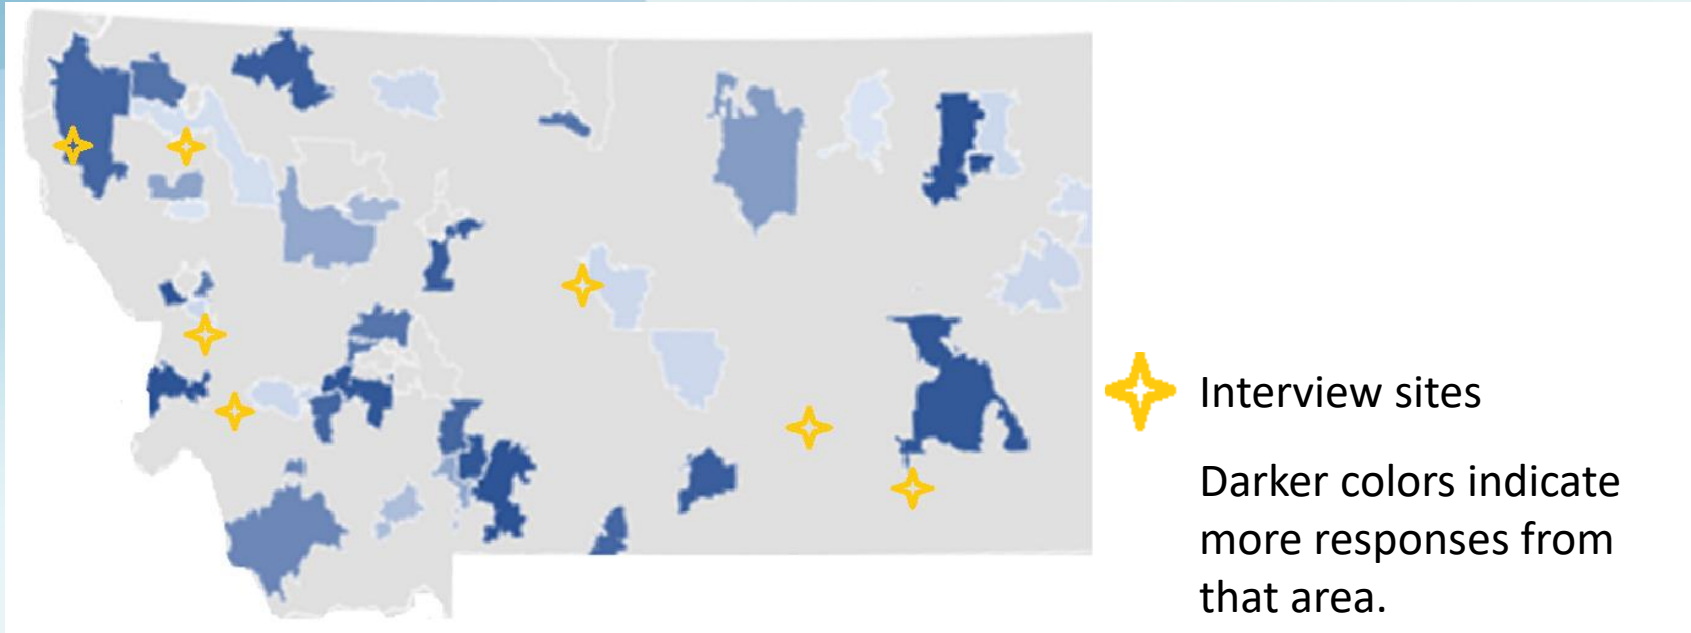 Interview sites
Darker colors indicate
more responses from
that area.